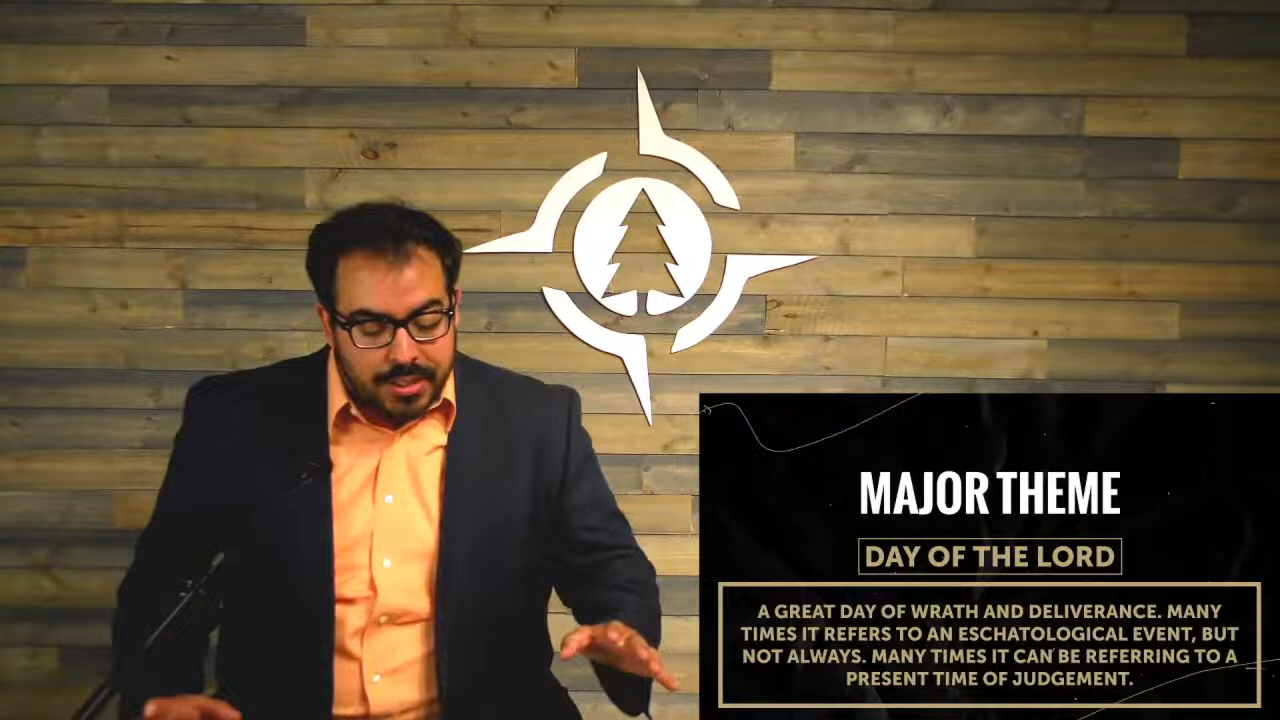 MAJOR THEME
DAY OF THE LORD
A GREAT DAY OF WRATH AND DELIVERANCE. MANY
TIMES IT REFERS TO AN ESCHATOLOGICAL EVENT, BUT
NOT ALWAYS. MANY TIMES IT CAN BE REFERRING TO A
PRESENT TIME OF JUDGEMENT.